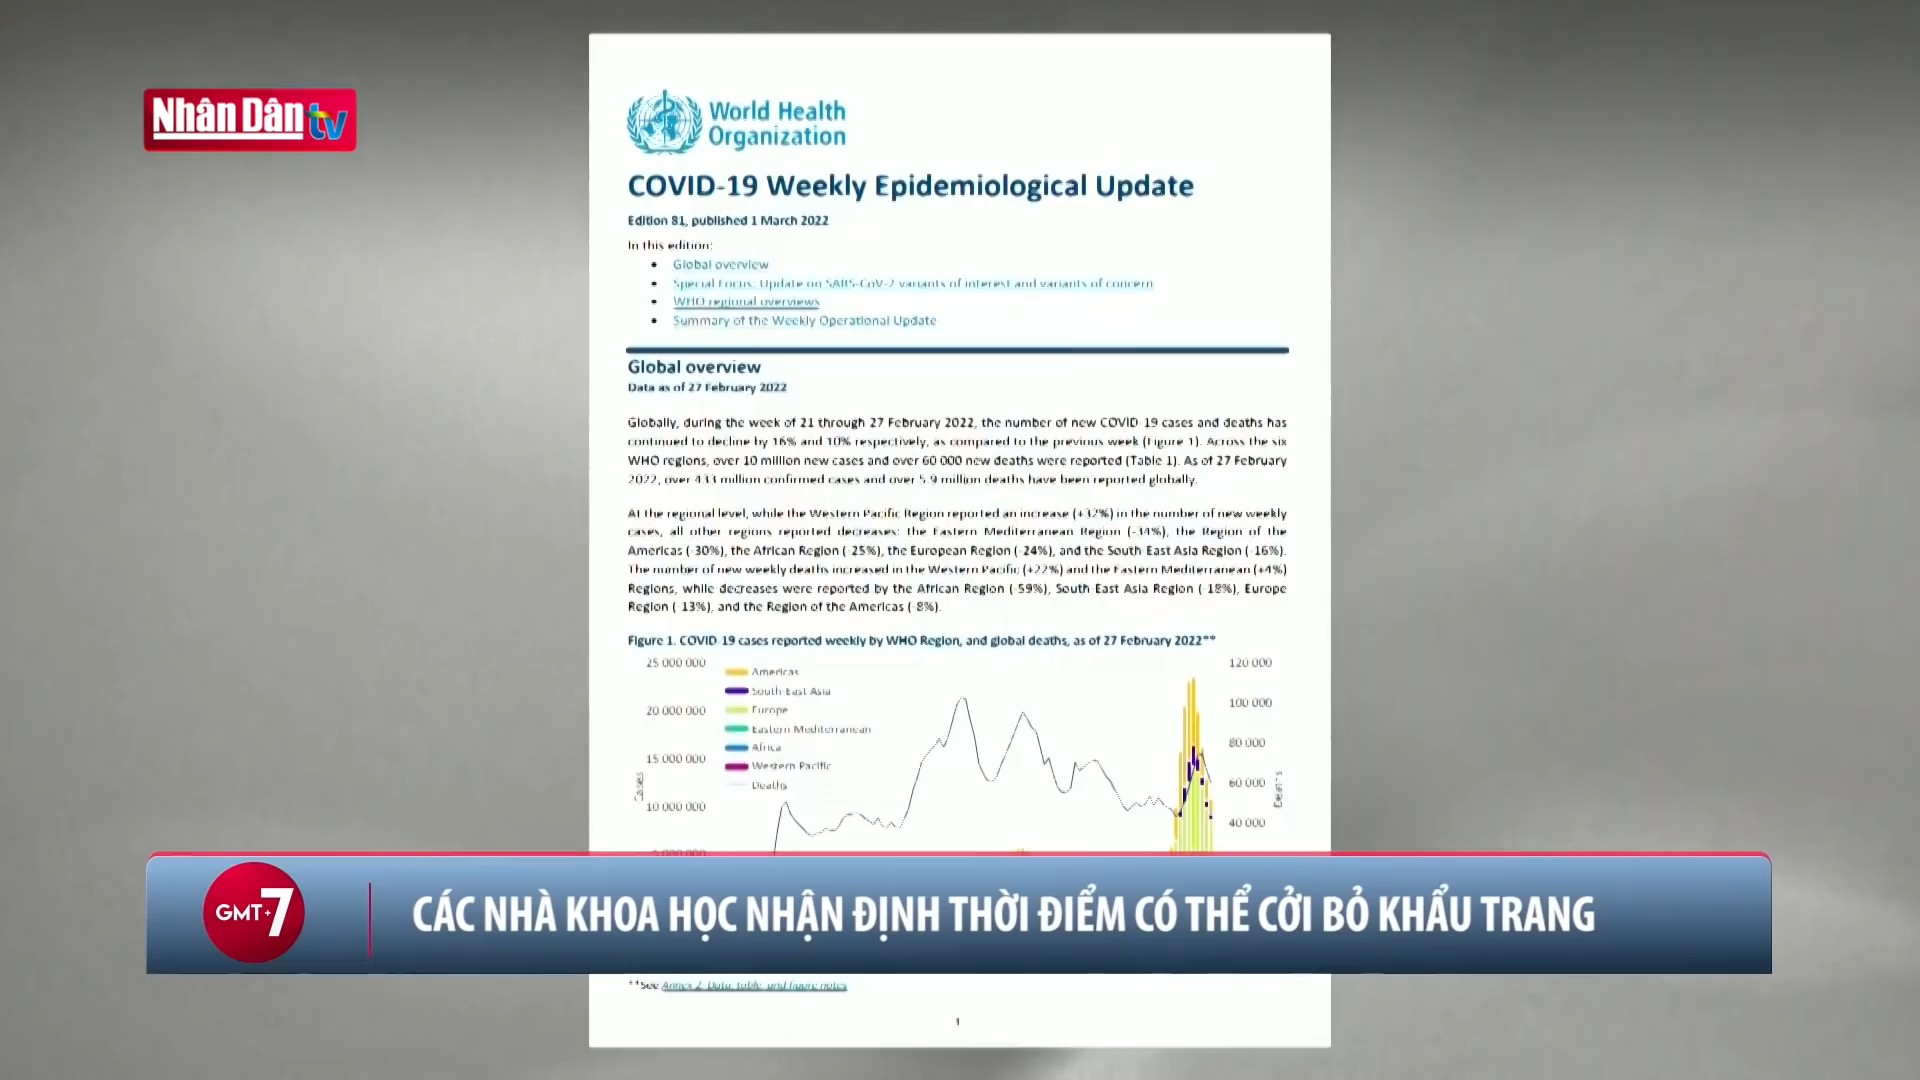 Nhân Dân tv
World Health
Organization
COVID-19 Weekly Epidemiological Update
Edition 81, published 1 March 2022
In this edition:
• Global overview
• Special Focus: Update on SARS-CoV-2 variants of interest and variants of concern
• WHO regional overviews
• Summary of the Weekly Operational Update
Global overview
Data as of 27 February 2022
Globally, during the week of 21 through 27 February 2022, the number of new COVID-19 cases and deaths has
continued to decline by 16% and 10% respectively, as compared to the previous week (Figure 1). Across the six
WHO regions, over 10 million new cases and over 60 000 new deaths were reported (Table 1). As of 27 February
2022, over 433 million confirmed cases and over 5.9 million deaths have been reported globally.
At the regional level, while the Western Pacific Region reported an increase (+32%) in the number of new weekly
cases, all other regions reported decreases: the Eastern Mediterranean Region (-34%), the Region of the
Americas (-30%), the African Region (-25%), the European Region (-24%), and the South-East Asia Region (-16%).
The number of new weekly deaths increased in the Western Pacific (+22%) and the Eastern Mediterranean (+4%)
Regions, while decreases were reported by the African Region (-59%), South-East Asia Region (-18%), Europe
Region (-13%), and the Region of the Americas (-8%).
Figure 1. COVID-19 cases reported weekly by WHO Region, and global deaths, as of 27 February 2022**
25 000 000
20 000 000
15 000 000
10 000 000
5 000 000
Cases
Americas
South-East Asia
Europe
Eastern Mediterranean
Africa
Western Pacific
Deaths
120 000
100 000
80 000
60 000
40 000
Deaths
GMT+7
CÁC NHÀ KHOA HỌC NHẬN ĐỊNH THỜI ĐIỂM CÓ THỂ CỞI BỎ KHẨU TRANG
**See Annex 2: Data, table, and figure notes
1